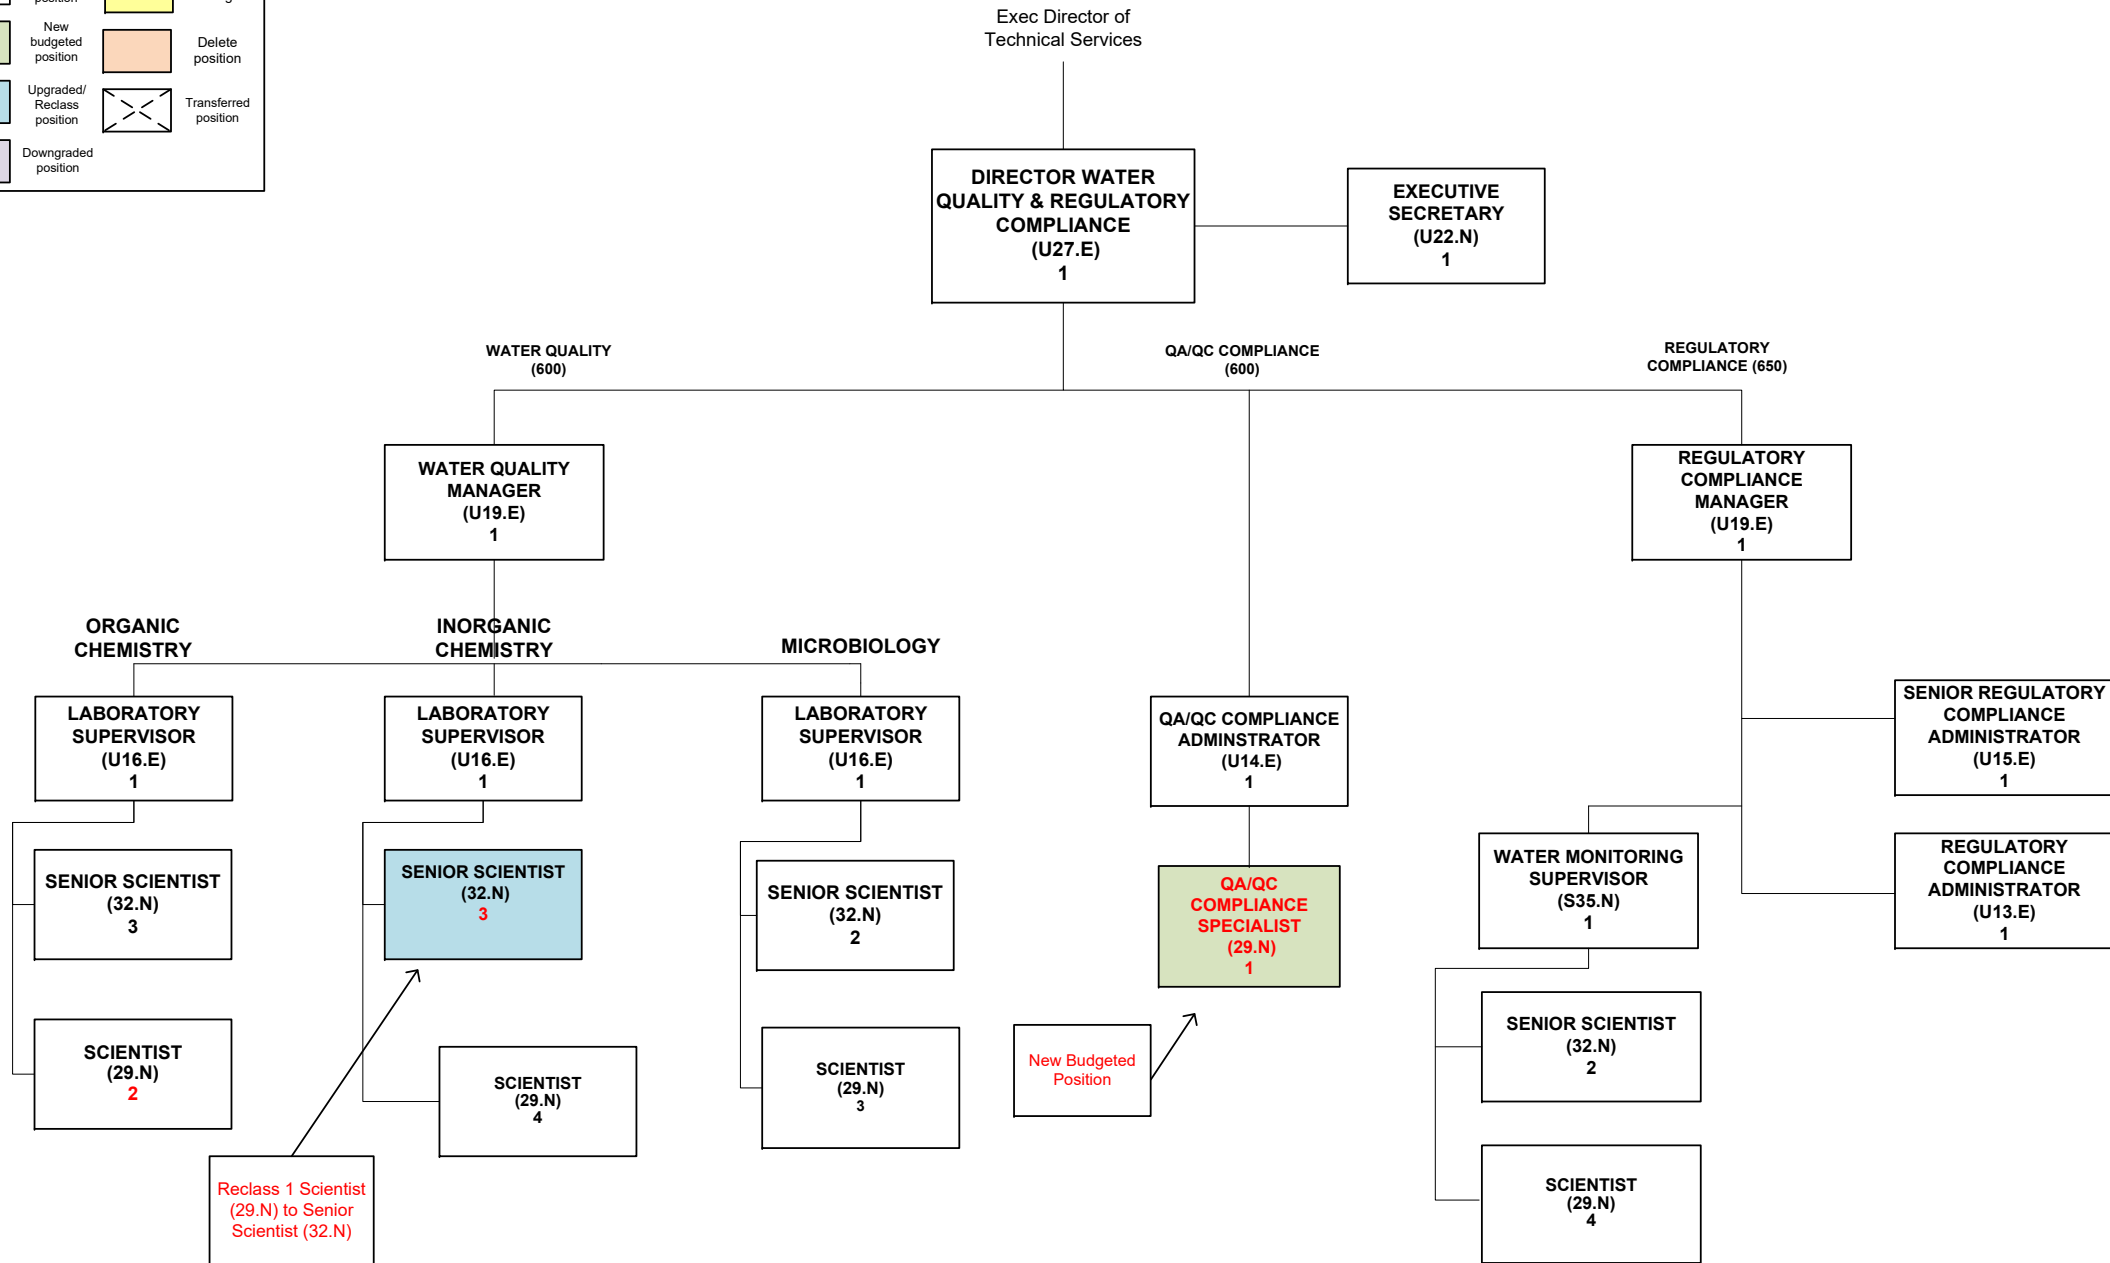 position
New
budgeted
position
Delete
position
Upgraded/
Reclass
position
Transferred
position
Downgraded
position
Exec Director of
Technical Services
DIRECTOR WATER
QUALITY & REGULATORY
COMPLIANCE
(U27.E)
1
EXECUTIVE
SECRETARY
(U22.N)
1
WATER QUALITY
(600)
QA/QC COMPLIANCE
(600)
REGULATORY
COMPLIANCE (650)
WATER QUALITY
MANAGER
(U19.E)
1
REGULATORY
COMPLIANCE
MANAGER
(U19.E)
1
ORGANIC
CHEMISTRY
INORGANIC
CHEMISTRY
MICROBIOLOGY
LABORATORY
SUPERVISOR
(U16.E)
1
LABORATORY
SUPERVISOR
(U16.E)
1
LABORATORY
SUPERVISOR
(U16.E)
1
QA/QC COMPLIANCE
ADMINSTRATOR
(U14.E)
1
SENIOR REGULATORY
COMPLIANCE
ADMINISTRATOR
(U15.E)
1
SENIOR SCIENTIST
(32.N)
3
SENIOR SCIENTIST
(32.N)
3
SENIOR SCIENTIST
(32.N)
2
QA/QC
COMPLIANCE
SPECIALIST
(29.N)
1
WATER MONITORING
SUPERVISOR
(S35.N)
1
REGULATORY
COMPLIANCE
ADMINISTRATOR
(U13.E)
1
SCIENTIST
(29.N)
2
SCIENTIST
(29.N)
4
SCIENTIST
(29.N)
3
New Budgeted
Position
SENIOR SCIENTIST
(32.N)
2
Reclass 1 Scientist
(29.N) to Senior
Scientist (32.N)
SCIENTIST
(29.N)
4